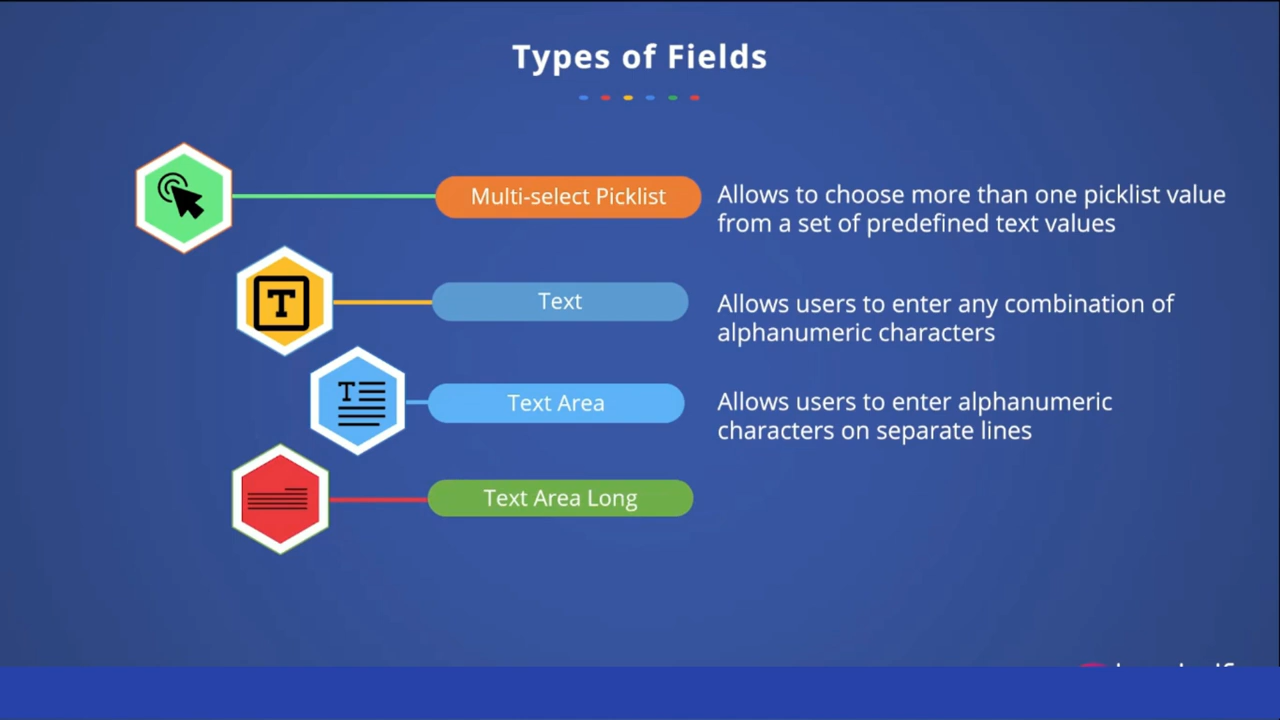 Types of Fields
Multi-select Picklist
Allows to choose more than one picklist value
from a set of predefined text values
Text
Allows users to enter any combination of
alphanumeric characters
Text Area
Allows users to enter alphanumeric
characters on separate lines
Text Area Long